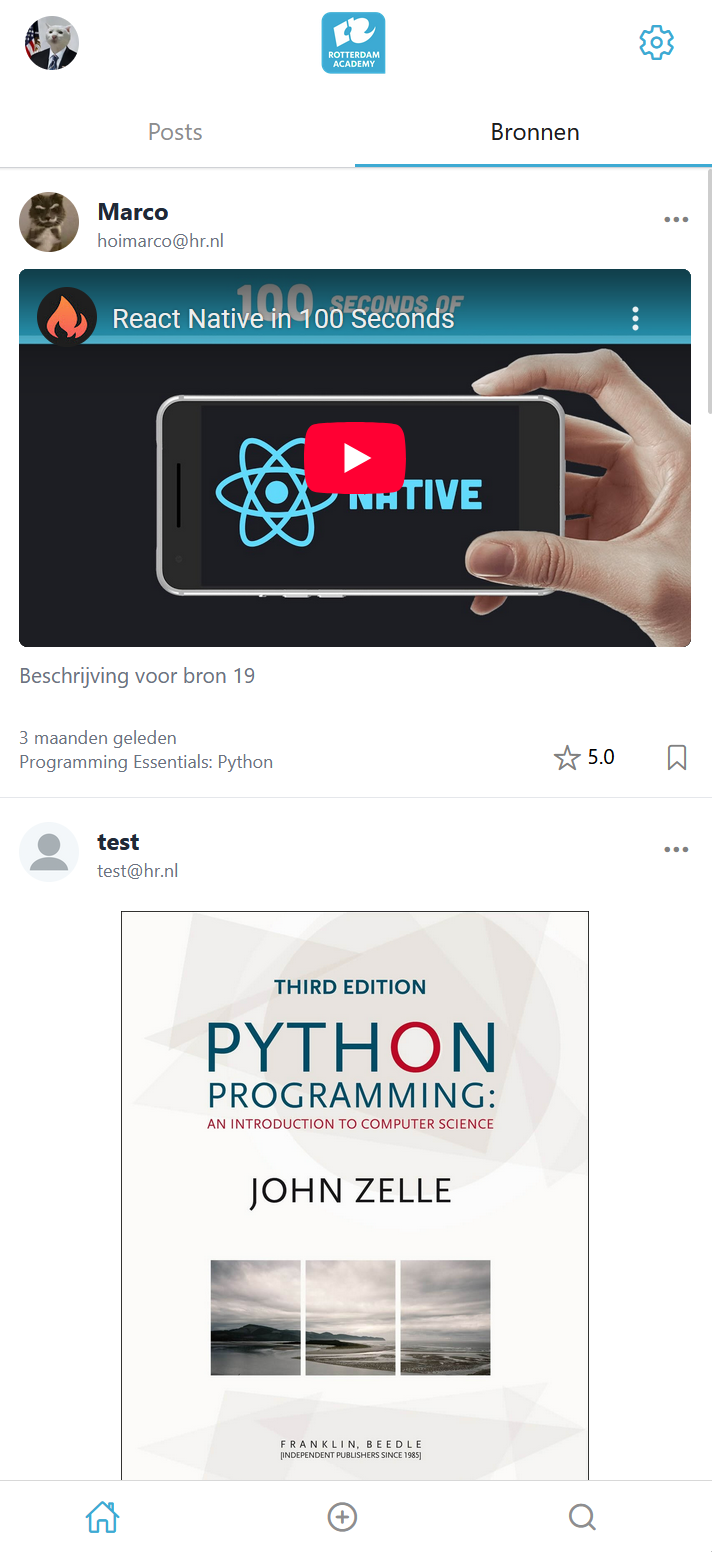 ROTTERDAM
ACADEMY
Posts
Bronnen
Marco
hoimarco@hr.nl
100 SECONDS OF
React Native in 100 Seconds
NATIVE
Beschrijving voor bron 19
3 maanden geleden
Programming Essentials: Python
5.0
test
test@hr.nl
THIRD EDITION
PYTHON
PROGRAMMING:
AN INTRODUCTION TO COMPUTER SCIENCE
JOHN ZELLE
FRANKLIN, BEEDLE
[INDEPENDENT PUBLISHERS SINCE 1985]